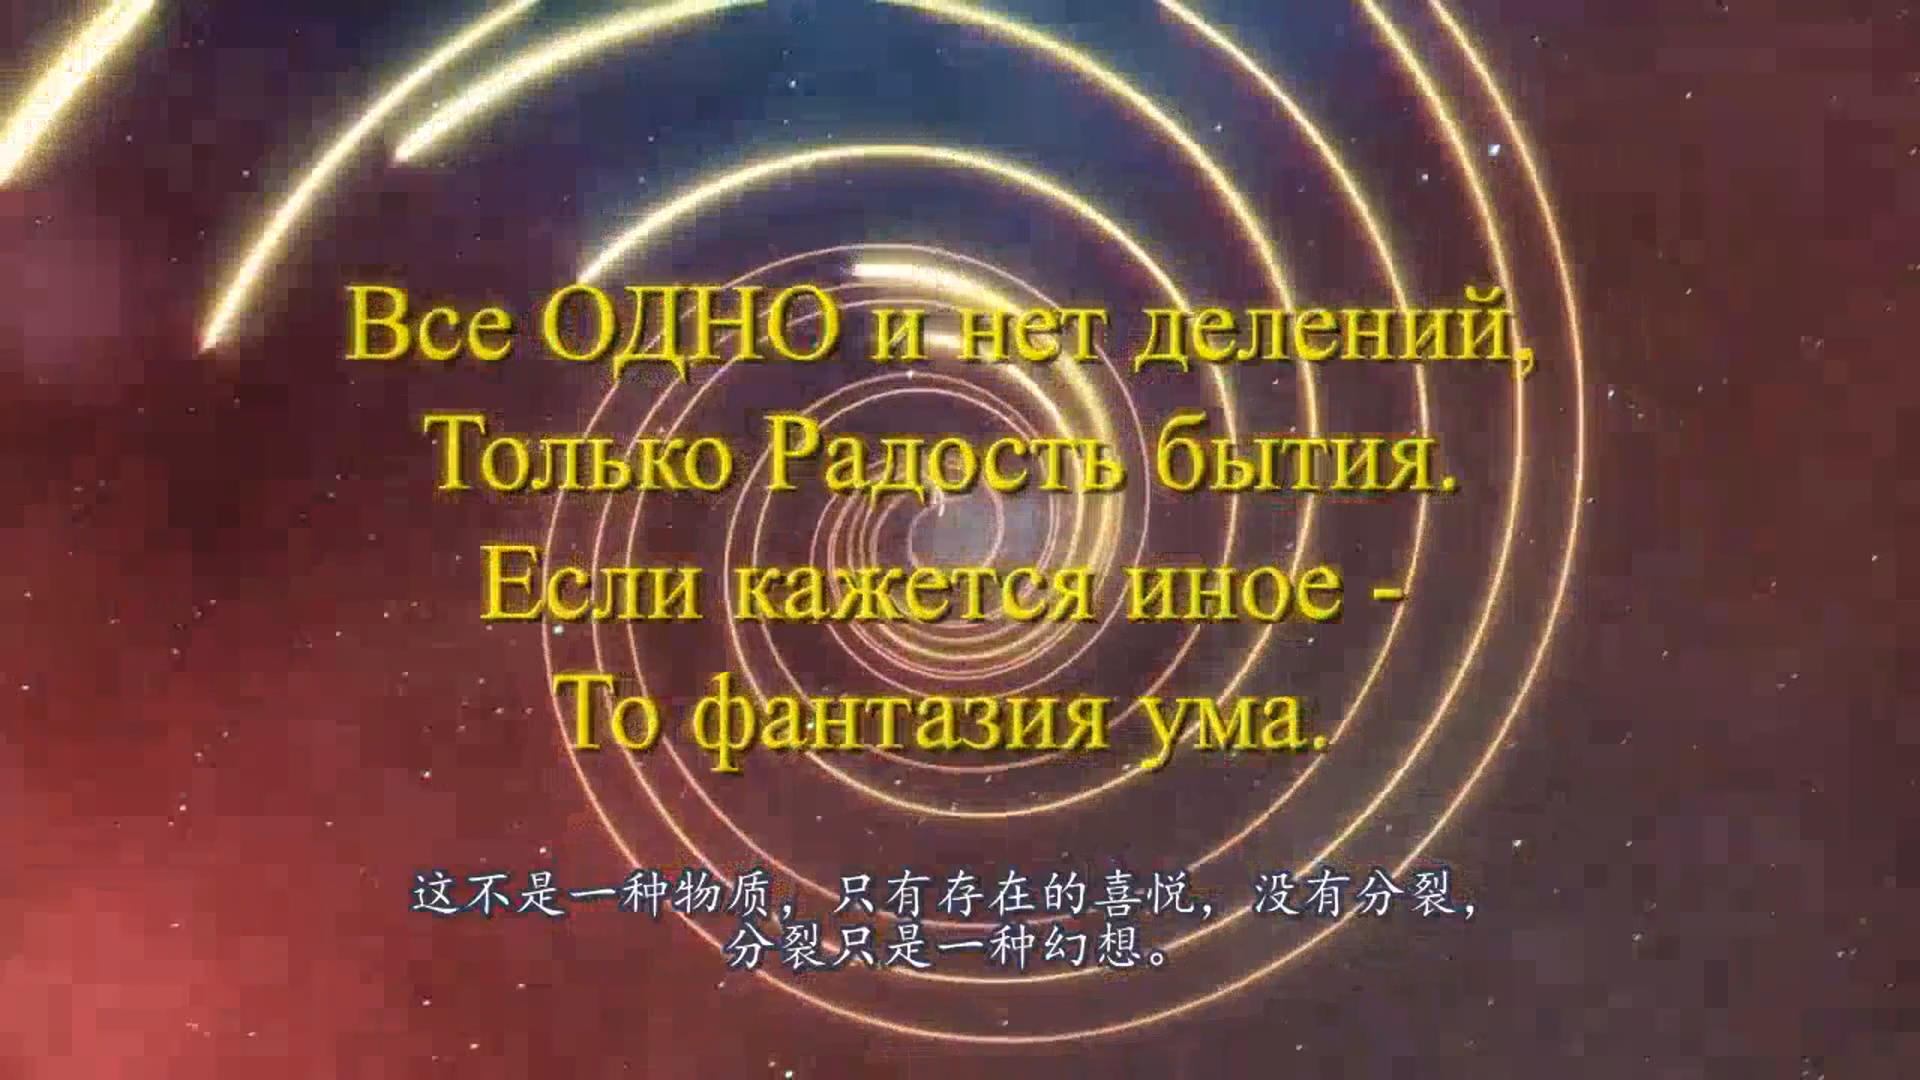 Все ОДНО и нет делений,
Только Радость бытия.
Если кажется иное -
То фантазия ума.
这不是一种物质，只有存在的喜悦，没有分裂，
分裂只是一种幻想。